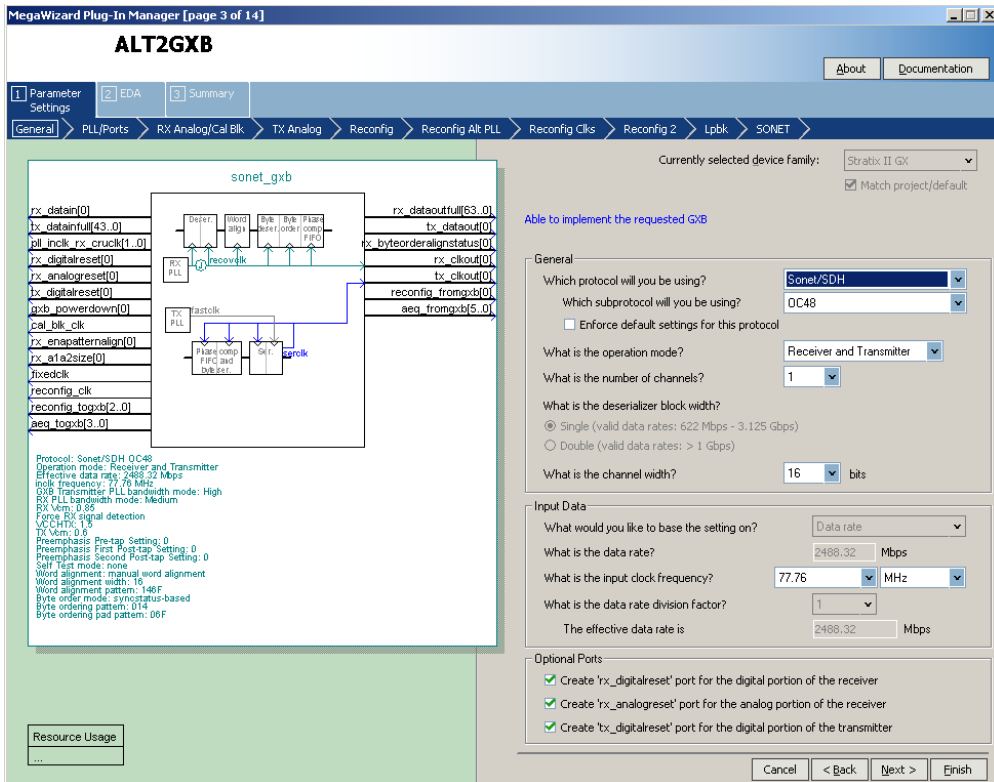 MegaWizard Plug-In Manager [page 3 of 14]
ALT2GXB
About
Documentation
1 Parameter Settings
2 EDA
3 Summary
General
PLL/Ports
RX Analog/Cal Blk
TX Analog
Reconfig
Reconfig Alt PLL
Reconfig Clks
Reconfig 2
Lpbk
SONET
sonet_gxb
rx_datain[0]
tx_datainfull[43..0]
pll_inclk_rx_cruclk[1..0]
rx_digitalreset[0]
rx_analogreset[0]
tx_digitalreset[0]
gxb_powerdown[0]
cal_blk_clk
rx_enapatternalign[0]
rx_a1a2size[0]
fixedclk
reconfig_clk
reconfig_togxb[2..0]
aeq_togxb[3..0]
Deser.
Word align
Byte deser.
Byte order
Phase comp FIFO
RX PLL
recovclk
TX PLL
fastclk
Phase comp FIFO and byte ser.
Ser.
serclk
rx_dataoutfull[63..0]
tx_dataout[0]
rx_byteorderalignstatus[0]
rx_clkout[0]
tx_clkout[0]
reconfig_fromgxb[0]
aeq_fromgxb[5..0]
Protocol: Sonet/SDH OC48
Operation mode: Receiver and Transmitter
Effective data rate: 2488.32 Mbps
inclk frequency: 77.76 MHz
GXB Transmitter PLL bandwidth mode: High
RX PLL bandwidth mode: Medium
RX Vcm: 0.85
Force RX signal detection
VCCHTX: 1.5
TX Vcm: 0.6
Preemphasis Pre-tap Setting: 0
Preemphasis First Post-tap Setting: 0
Preemphasis Second Post-tap Setting: 0
Self Test mode: none
Word alignment: manual word alignment
Word alignment width: 16
Word alignment pattern: 146F
Byte order mode: syncstatus-based
Byte ordering pattern: 014
Byte ordering pad pattern: 06F
Resource Usage
...
Currently selected device family:
Stratix II GX
Match project/default
Able to implement the requested GXB
General
Which protocol will you be using?
Sonet/SDH
Which subprotocol will you be using?
OC48
Enforce default settings for this protocol
What is the operation mode?
Receiver and Transmitter
What is the number of channels?
1
What is the deserializer block width?
Single (valid data rates: 622 Mbps - 3.125 Gbps)
Double (valid data rates: > 1 Gbps)
What is the channel width?
16 bits
Input Data
What would you like to base the setting on?
Data rate
What is the data rate?
2488.32 Mbps
What is the input clock frequency?
77.76 MHz
What is the data rate division factor?
1
The effective data rate is
2488.32 Mbps
Optional Ports
Create 'rx_digitalreset' port for the digital portion of the receiver
Create 'rx_analogreset' port for the analog portion of the receiver
Create 'tx_digitalreset' port for the digital portion of the transmitter
Cancel
< Back
Next >
Finish